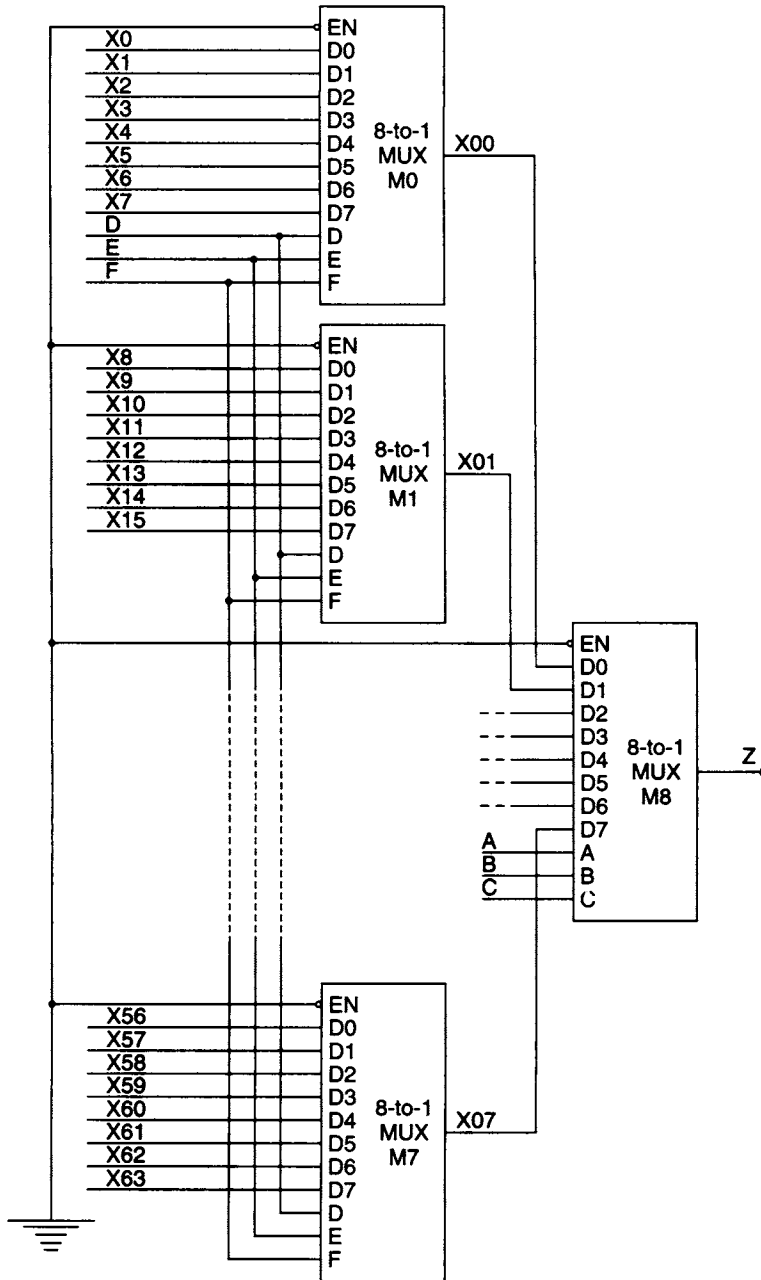 EN
X0 D0
X1 D1
X2 D2
X3 D3
X4 D4
X5 D5
X6 D6
X7 D7
D D
E E
F F
8-to-1
MUX
M0
X00
EN
X8 D0
X9 D1
X10 D2
X11 D3
X12 D4
X13 D5
X14 D6
X15 D7
D
E
F
8-to-1
MUX
M1
X01
EN
D0
D1
D2
D3
D4
D5
D6
D7
A A
B B
C C
8-to-1
MUX
M8
Z
EN
X56 D0
X57 D1
X58 D2
X59 D3
X60 D4
X61 D5
X62 D6
X63 D7
D
E
F
8-to-1
MUX
M7
X07